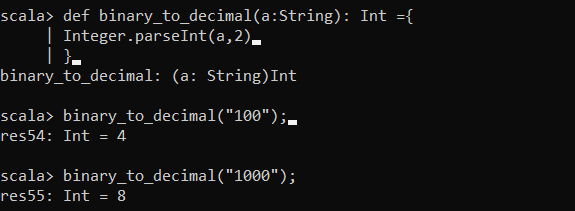 scala> def binary_to_decimal(a:String): Int ={
| Integer.parseInt(a,2)
| }
binary_to_decimal: (a: String)Int
scala> binary_to_decimal("100");
res54: Int = 4
scala> binary_to_decimal("1000");
res55: Int = 8